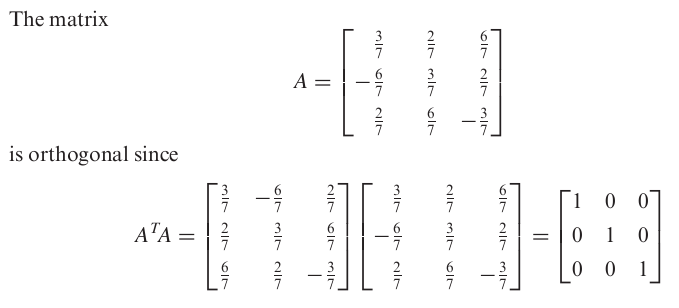 The matrix
A = [ 3/7 2/7 6/7
−6/7 3/7 2/7
2/7 6/7 −3/7 ]
is orthogonal since
AᵀA = [ 3/7 −6/7 2/7 ] [ 3/7 2/7 6/7 ] = [ 1 0 0 ]
[ 2/7 3/7 6/7 ] [ −6/7 3/7 2/7 ] [ 0 1 0 ]
[ 6/7 2/7 −3/7 ] [ 2/7 6/7 −3/7 ] [ 0 0 1 ]